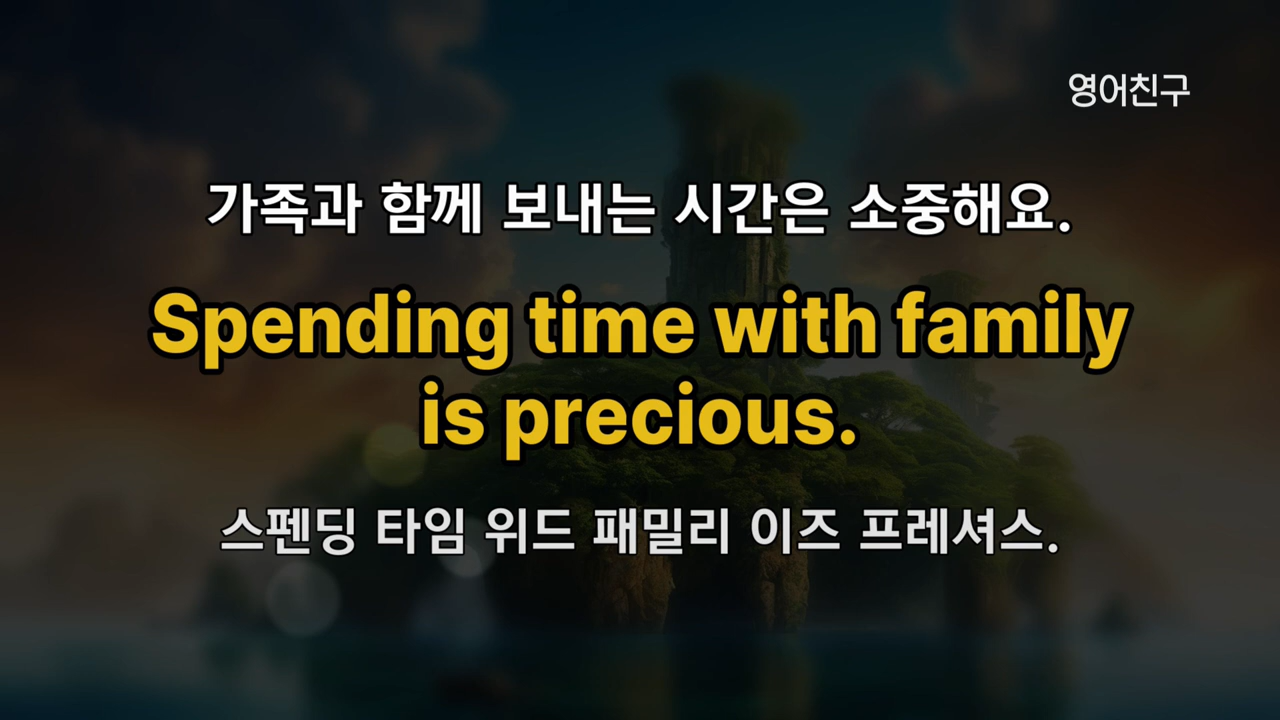 영어친구
가족과 함께 보내는 시간은 소중해요.
Spending time with family
is precious.
스펜딩 타임 위드 패밀리 이즈 프레셔스.